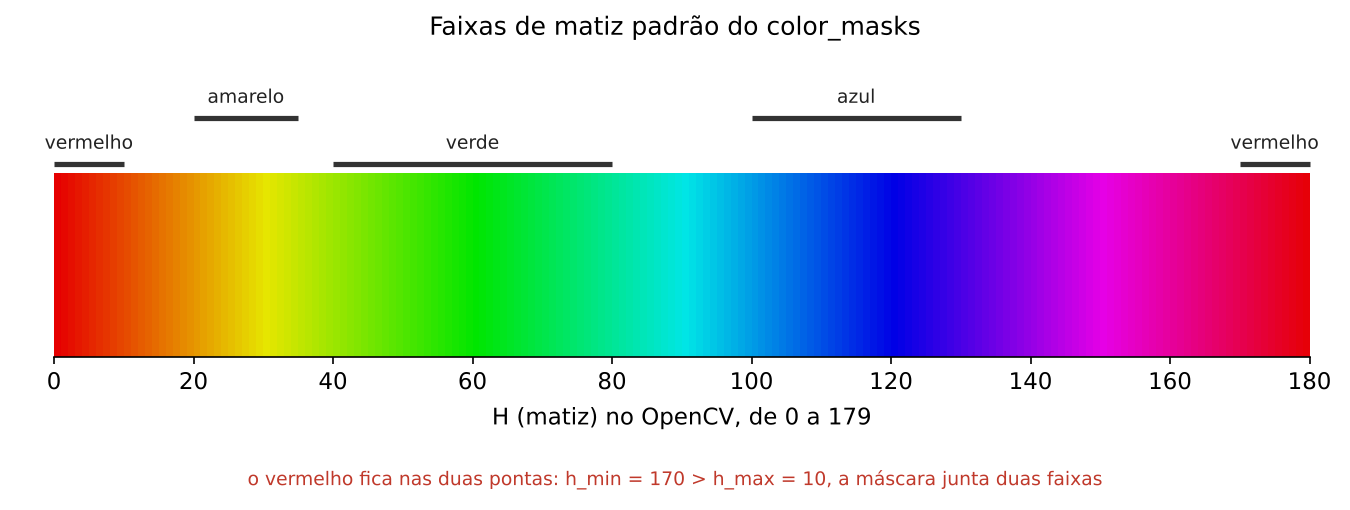 Faixas de matiz padrão do color_masks
amarelo azul
vermelho verde vermelho
0 20 40 60 80 100 120 140 160 180
H (matiz) no OpenCV, de 0 a 179
o vermelho fica nas duas pontas: h_min = 170 > h_max = 10, a máscara junta duas faixas